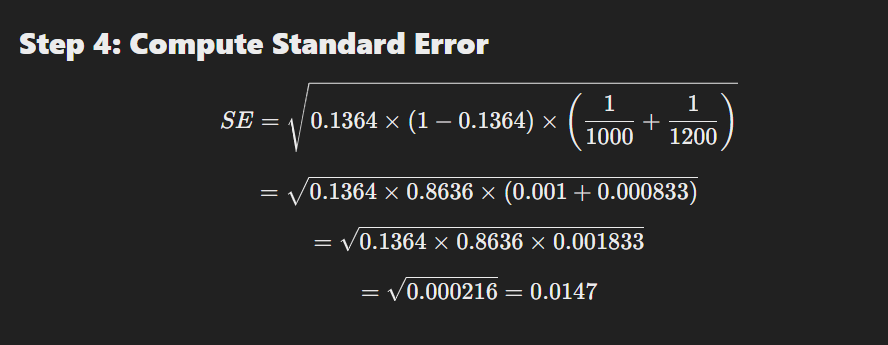 Step 4: Compute Standard Error
SE = √(0.1364 × (1 − 0.1364) × (1/1000 + 1/1200))
= √(0.1364 × 0.8636 × (0.001 + 0.000833))
= √(0.1364 × 0.8636 × 0.001833)
= √0.000216 = 0.0147